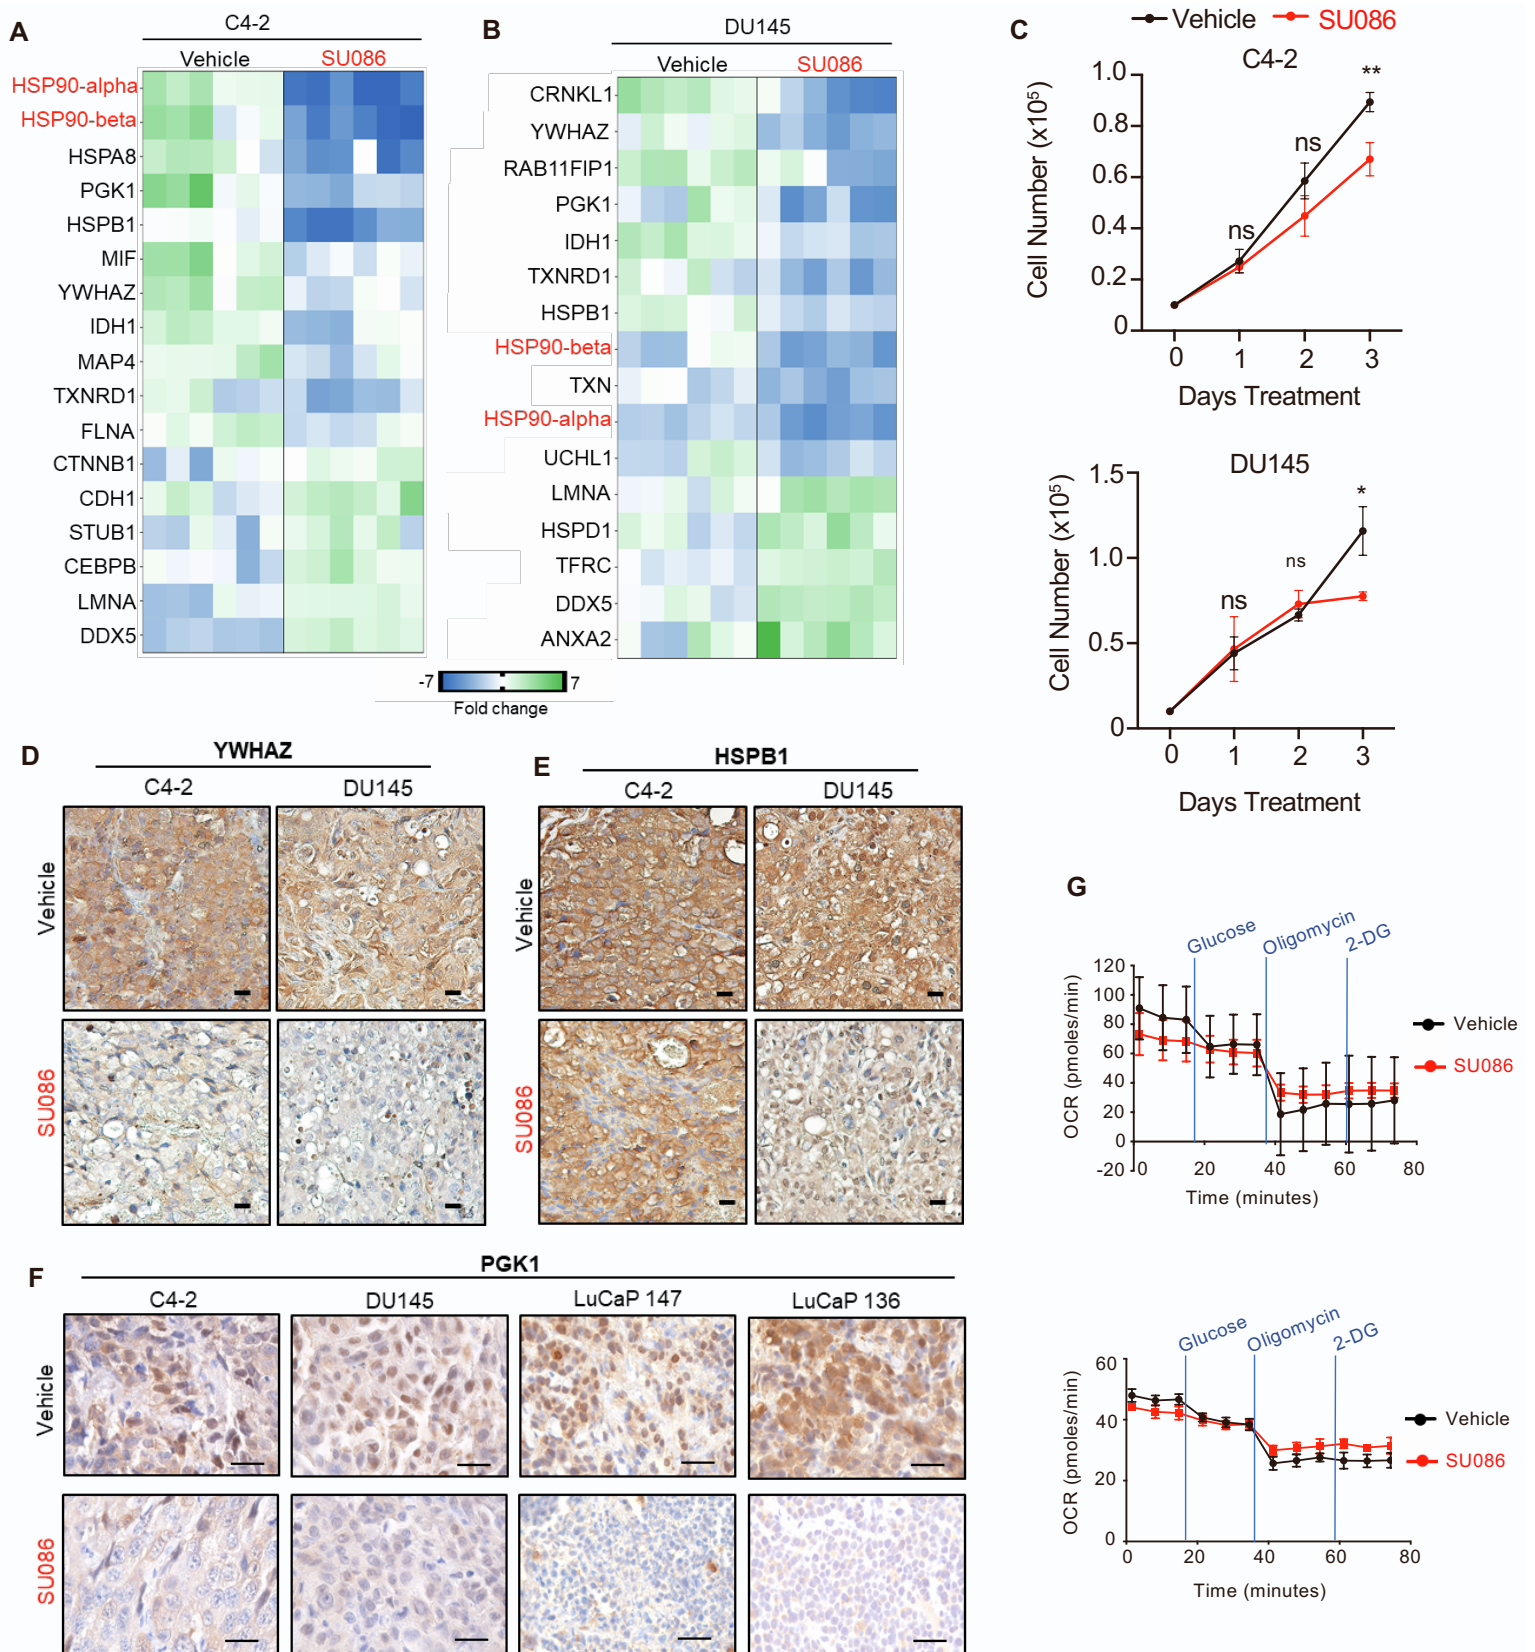 A
C4-2
Vehicle
SU086
HSP90-alpha
HSP90-beta
HSPA8
PGK1
HSPB1
MIF
YWHAZ
IDH1
MAP4
TXNRD1
FLNA
CTNNB1
CDH1
STUB1
CEBPB
LMNA
DDX5
B
DU145
Vehicle
SU086
CRNKL1
YWHAZ
RAB11FIP1
PGK1
IDH1
TXNRD1
HSPB1
HSP90-beta
TXN
HSP90-alpha
UCHL1
LMNA
HSPD1
TFRC
DDX5
ANXA2
-7
7
Fold change
C
Vehicle
SU086
C4-2
Cell Number (x10⁵)
1.0
0.8
0.6
0.4
0.2
0
ns
ns
**
0
1
2
3
Days Treatment
DU145
Cell Number (x10⁵)
1.5
1.0
0.5
0
ns
ns
*
0
1
2
3
Days Treatment
D
YWHAZ
C4-2
DU145
Vehicle
SU086
E
HSPB1
C4-2
DU145
Vehicle
SU086
F
PGK1
C4-2
DU145
LuCaP 147
LuCaP 136
Vehicle
SU086
G
Glucose
Oligomycin
2-DG
OCR (pmoles/min)
120
100
80
60
40
20
0
-20
0
20
40
60
80
Time (minutes)
Vehicle
SU086
Glucose
Oligomycin
2-DG
OCR (pmoles/min)
60
40
20
0
0
20
40
60
80
Time (minutes)
Vehicle
SU086